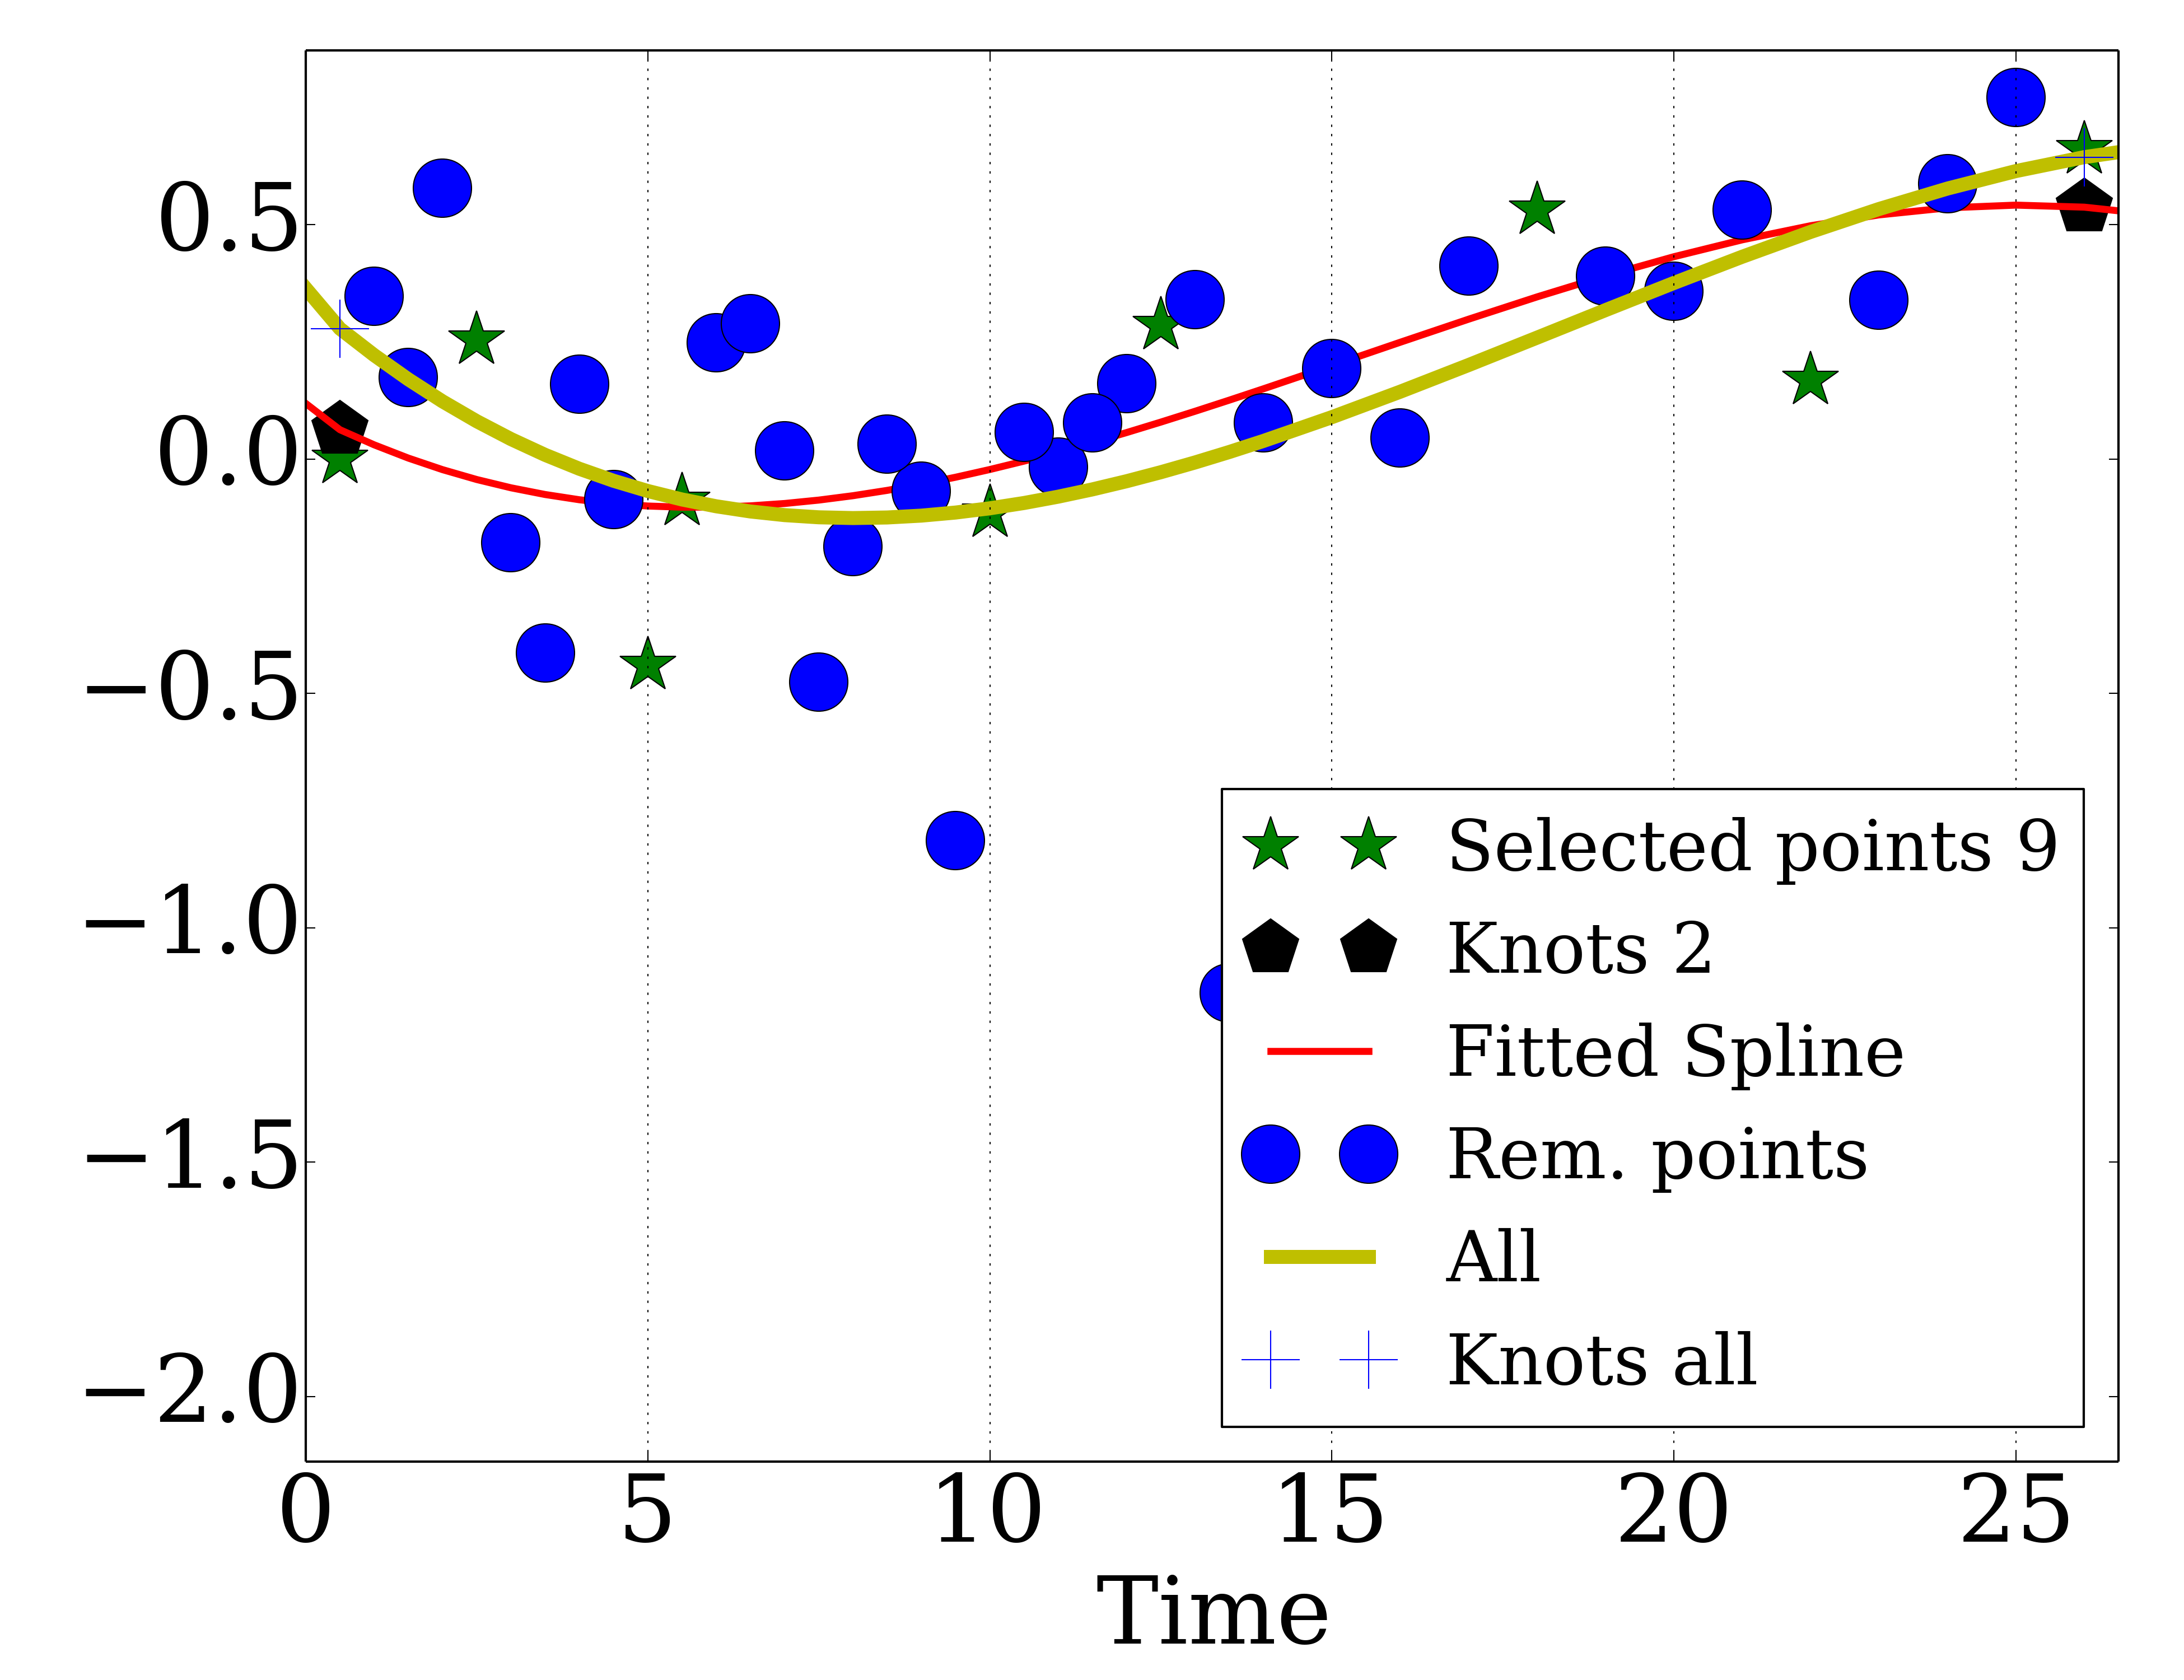 0.5
0.0
−0.5
−1.0
−1.5
−2.0
Selected points 9
Knots 2
Fitted Spline
Rem. points
All
Knots all
0 5 10 15 20 25
Time